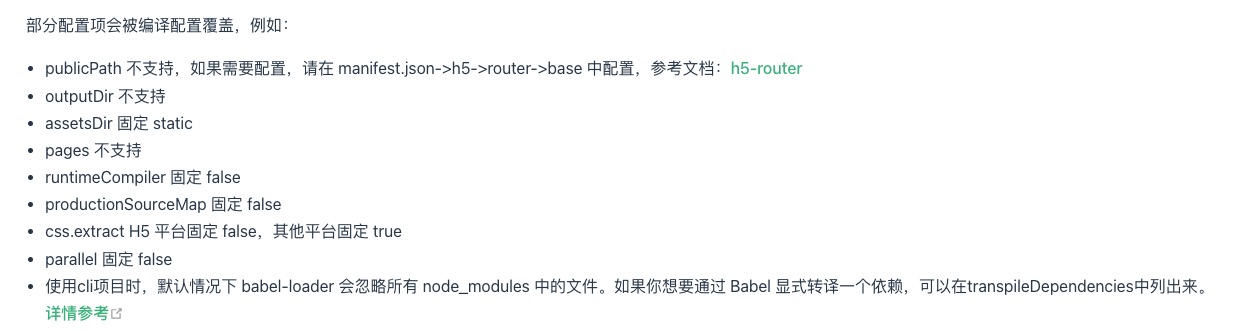 部分配置项会被编译配置覆盖，例如：
• publicPath 不支持，如果需要配置，请在 manifest.json->h5->router->base 中配置，参考文档：h5-router
• outputDir 不支持
• assetsDir 固定 static
• pages 不支持
• runtimeCompiler 固定 false
• productionSourceMap 固定 false
• css.extract H5 平台固定 false，其他平台固定 true
• parallel 固定 false
• 使用cli项目时，默认情况下 babel-loader 会忽略所有 node_modules 中的文件。如果你想要通过 Babel 显式转译一个依赖，可以在transpileDependencies中列出来。
详情参考